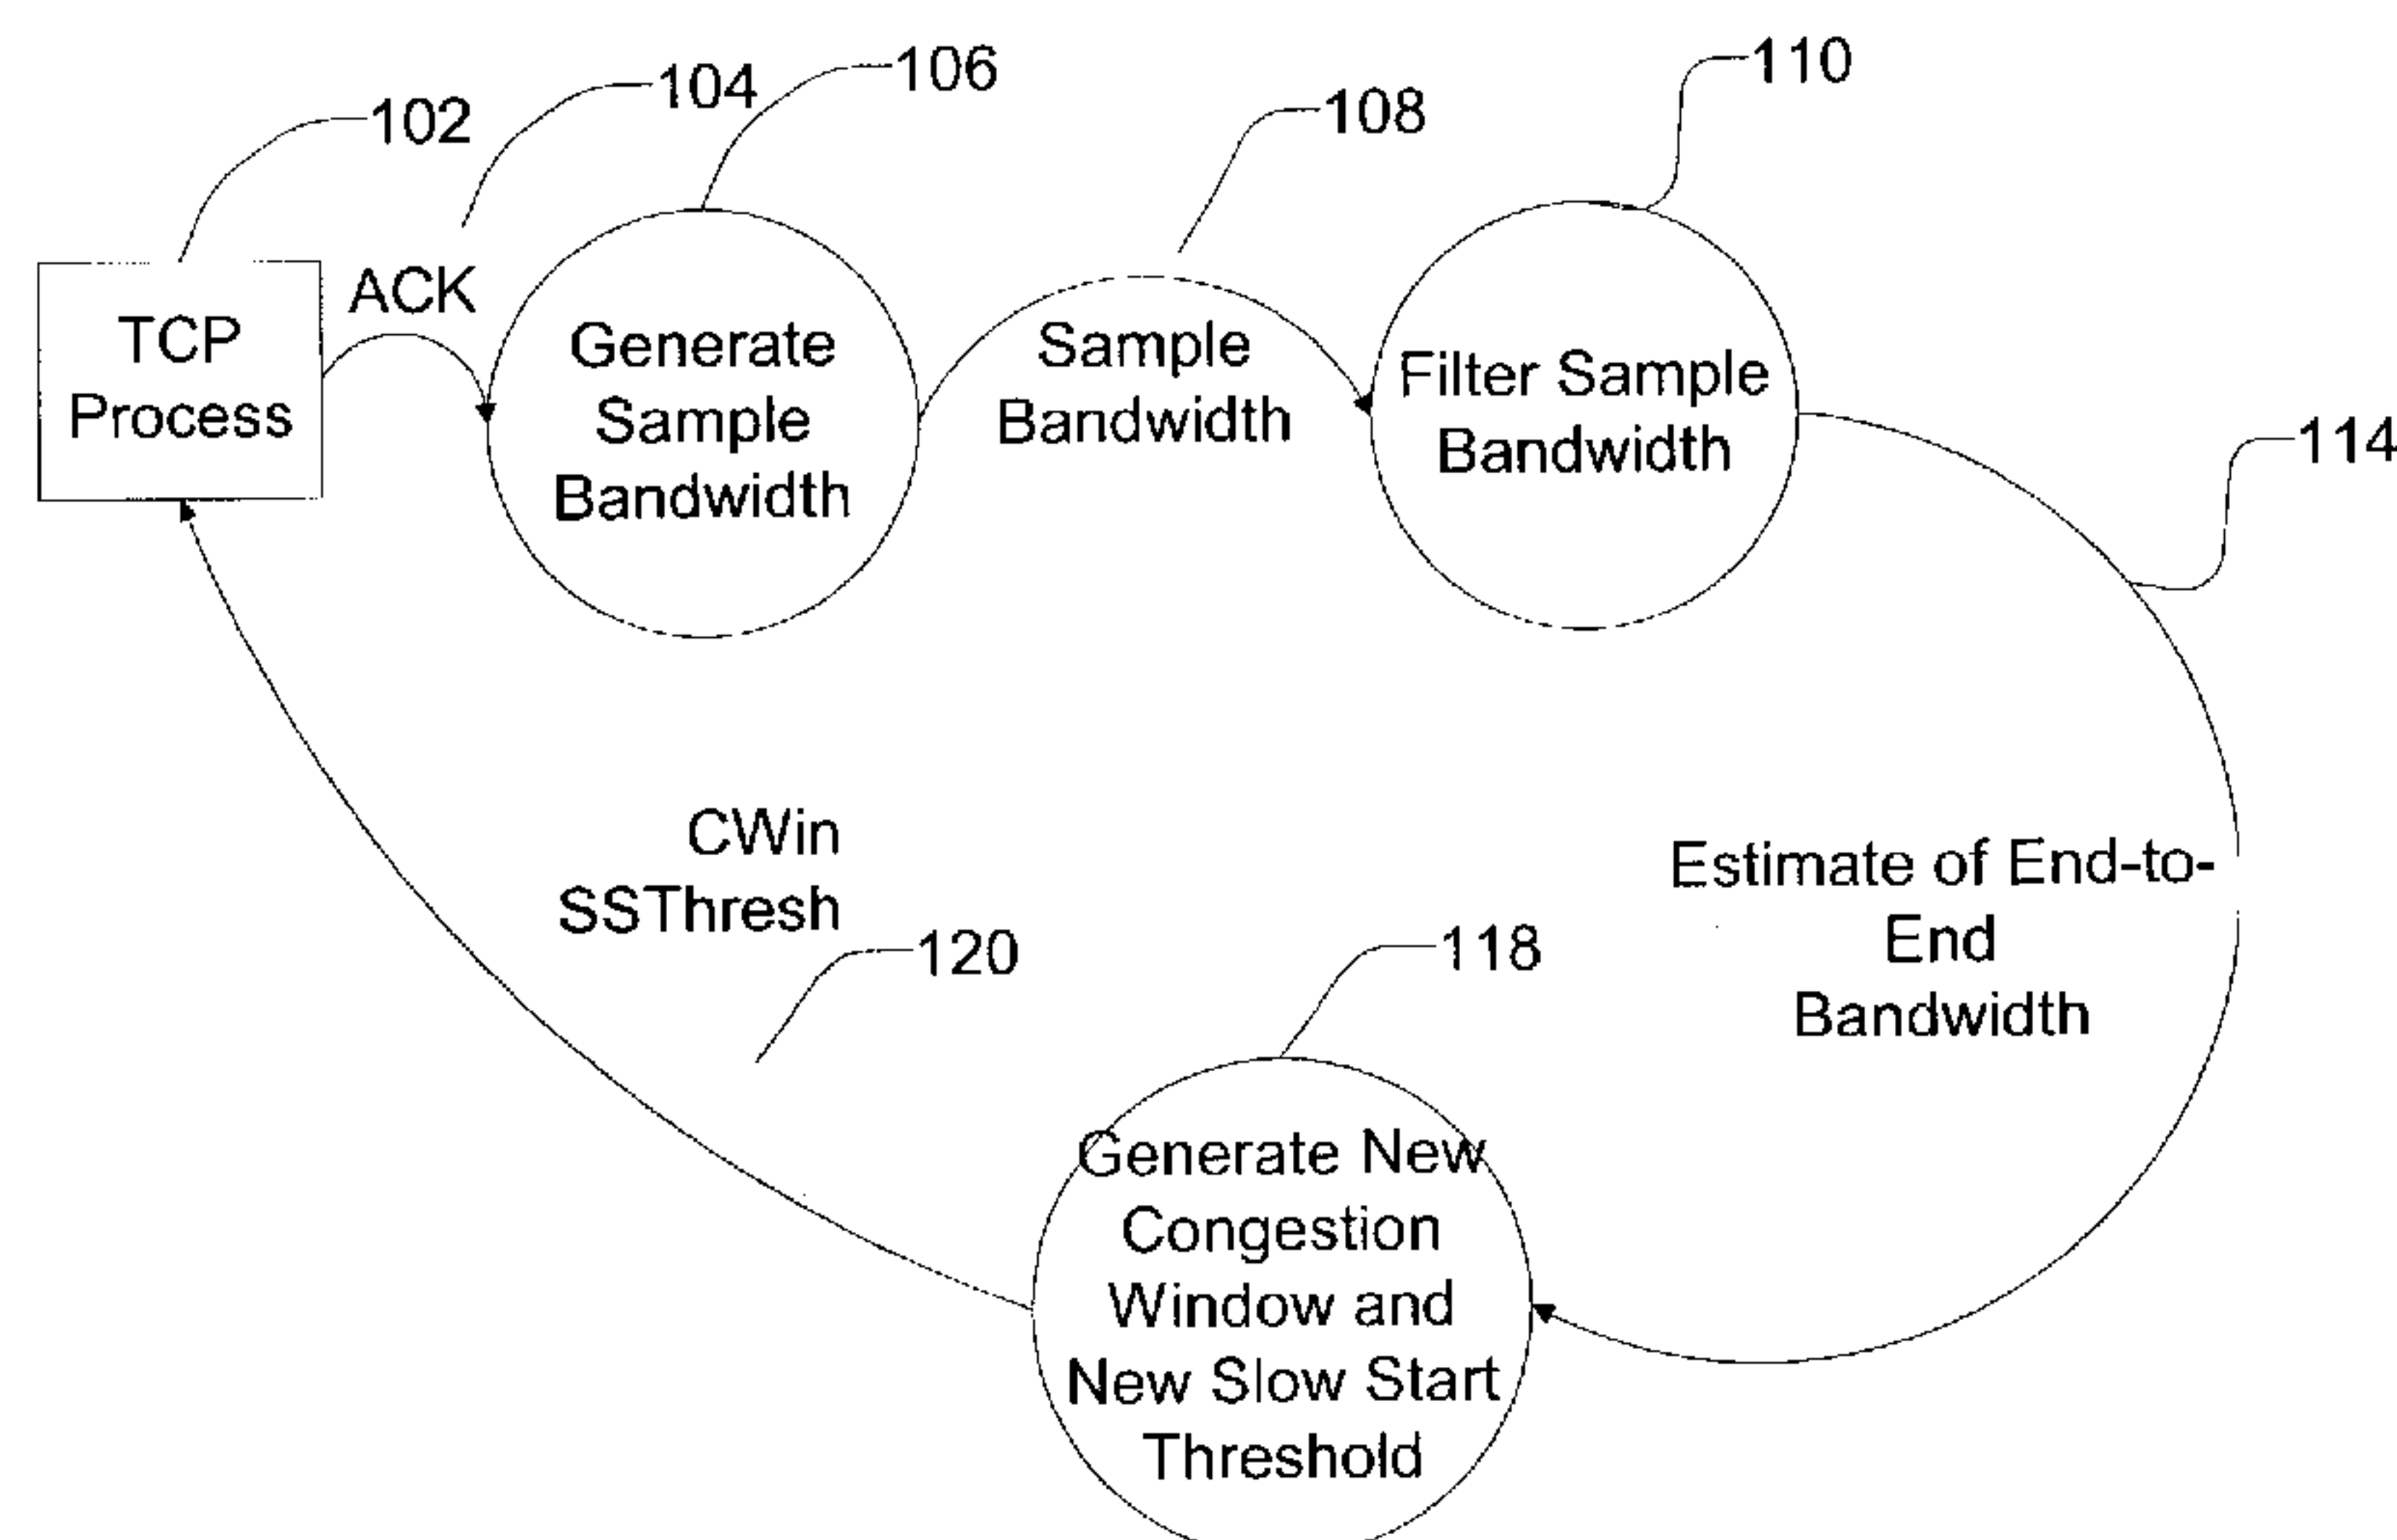 102
104
106
108
110
TCP
Process
ACK
Generate
Sample
Bandwidth
Sample
Bandwidth
Filter Sample
Bandwidth
114
CWin
SSThresh
120
118
Estimate of End-to-
End
Bandwidth
Generate New
Congestion
Window and
New Slow Start
Threshold